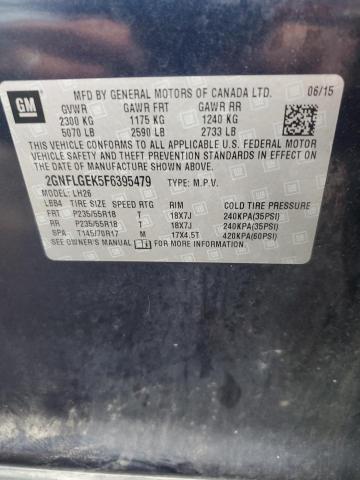 GM
MFD BY GENERAL MOTORS OF CANADA LTD. 06/15
GVWR GAWR FRT GAWR RR
2300 KG 1175 KG 1240 KG
5070 LB 2590 LB 2733 LB
THIS VEHICLE CONFORMS TO ALL APPLICABLE U.S. FEDERAL MOTOR
VEHICLE SAFETY, BUMPER, AND THEFT PREVENTION STANDARDS IN EFFECT ON
THE DATE OF MANUFACTURE SHOWN ABOVE.
2GNFLGEK5F6395479 TYPE: M.P.V.
MODEL: LH26
LBB4 TIRE SIZE SPEED RTG RIM COLD TIRE PRESSURE
FRT P235/55R18 T 18X7J 240KPA(35PSI)
RR P235/55R18 T 18X7J 240KPA(35PSI)
SPA T145/70R17 M 17X4.5T 420KPA(60PSI)
SEE OWNER'S MANUAL FOR MORE INFORMATION.